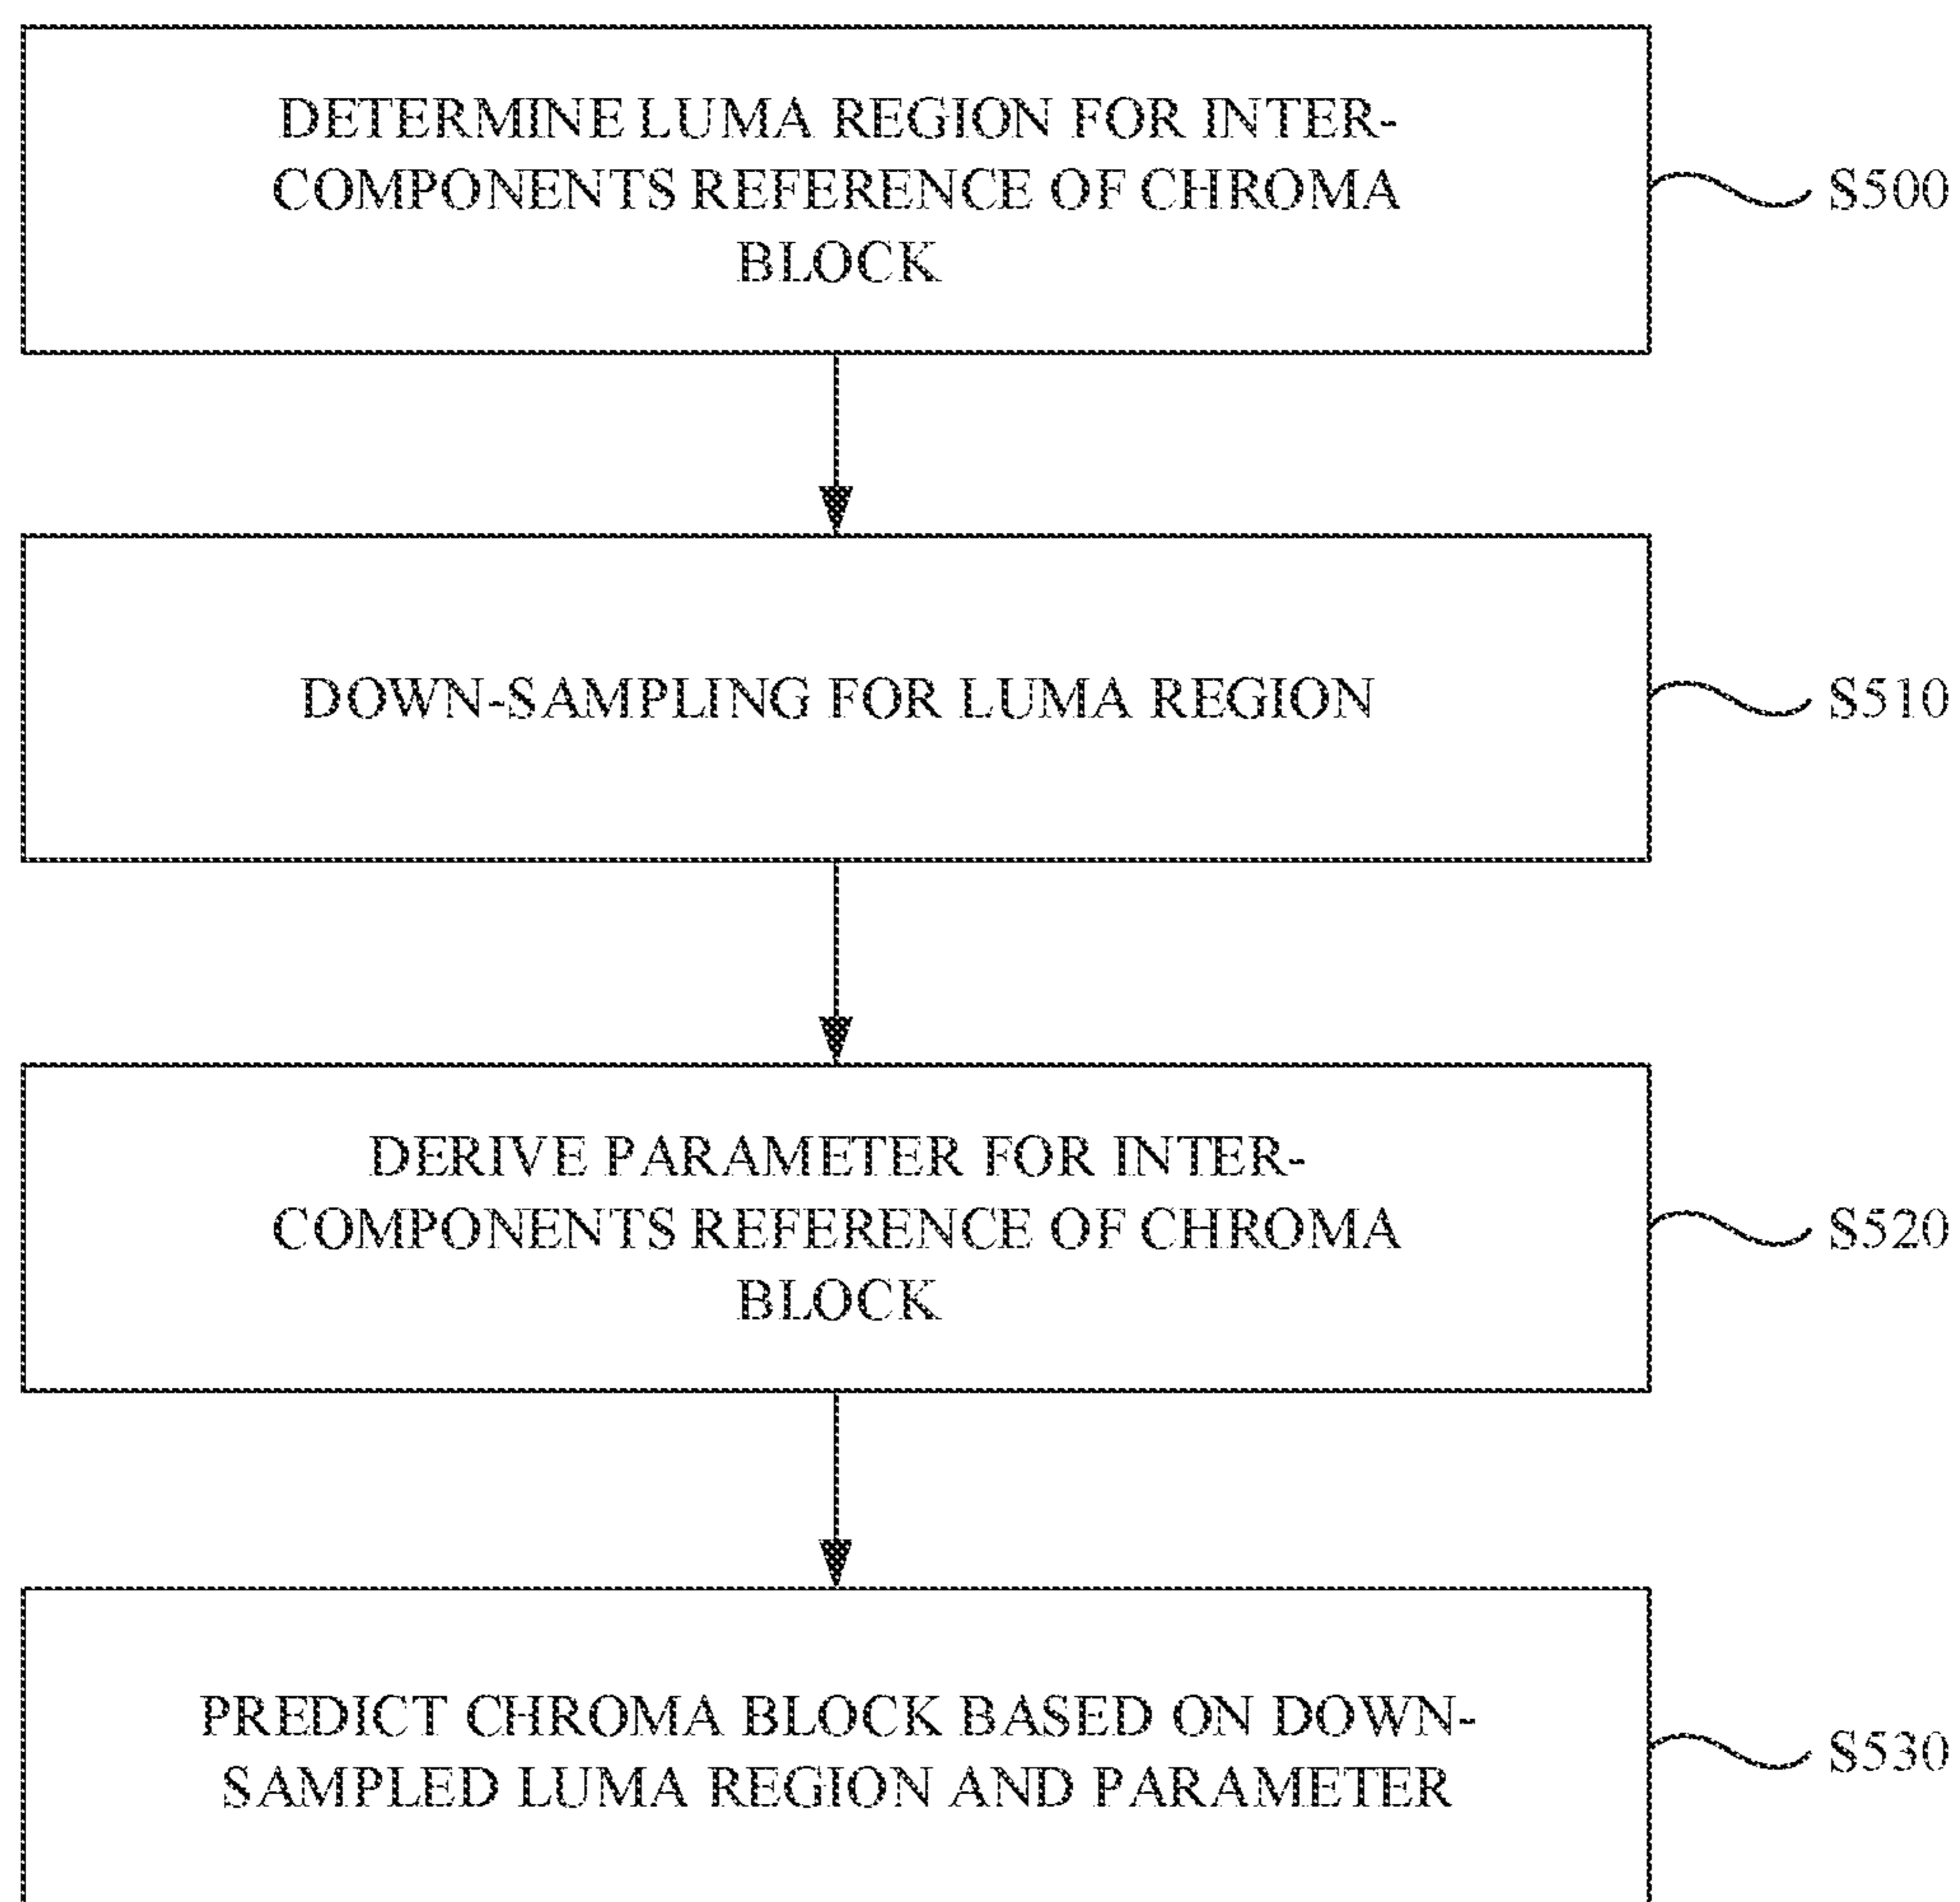 DETERMINE LUMA REGION FOR INTER-
COMPONENTS REFERENCE OF CHROMA
BLOCK
S500
DOWN-SAMPLING FOR LUMA REGION
S510
DERIVE PARAMETER FOR INTER-
COMPONENTS REFERENCE OF CHROMA
BLOCK
S520
PREDICT CHROMA BLOCK BASED ON DOWN-
SAMPLED LUMA REGION AND PARAMETER
S530